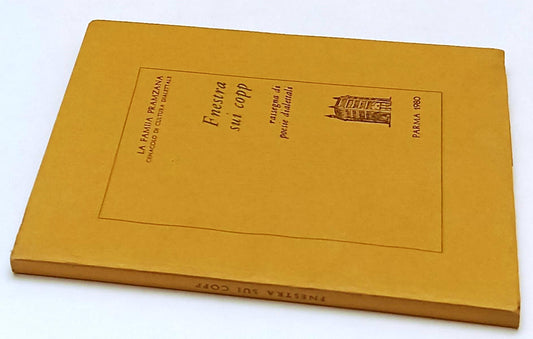 LA FAMIJA PRAMZANA
CENACOLO DI CULTURA DIALETTALE
Fnestra
sui copp
rassegna di
poesie dialettali
PARMA 1980
FNESTRA SUI COPP